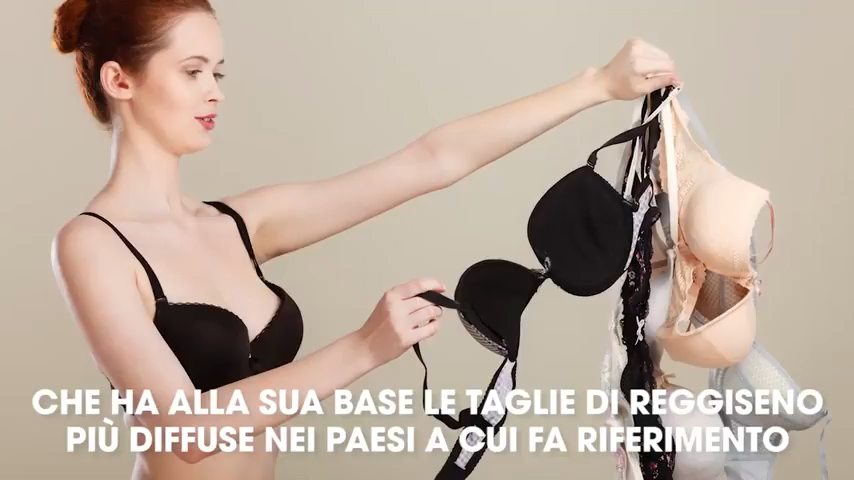 CHE HA ALLA SUA BASE LE TAGLIE DI REGGISENO
PIÙ DIFFUSE NEI PAESI A CUI FA RIFERIMENTO